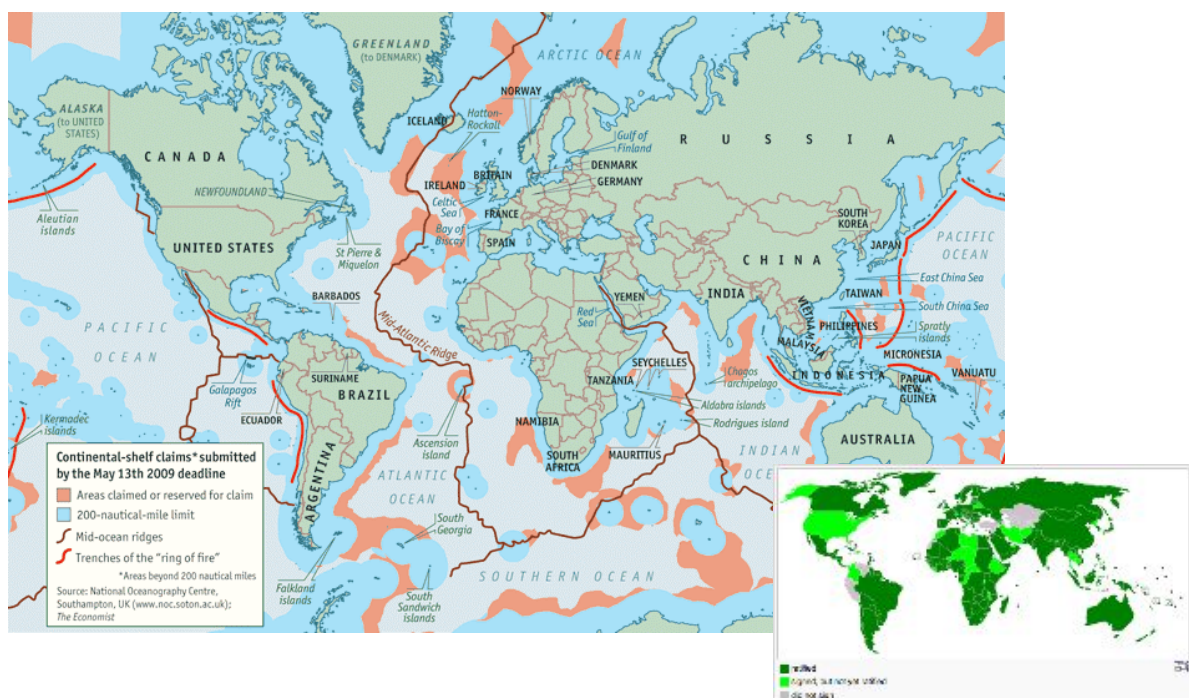 GREENLAND
(to DENMARK)
ARCTIC OCEAN
ALASKA
(to UNITED
STATES)
NORWAY
ICELAND
Hatton-
Rockall
RUSSIA
Gulf of
Finland
CANADA
DENMARK
BRITAIN
GERMANY
IRELAND
NEWFOUNDLAND
Celtic
Sea
FRANCE
Aleutian
islands
Bay of
Biscay
SPAIN
SOUTH
KOREA
JAPAN
PACIFIC
OCEAN
UNITED STATES
St Pierre &
Miquelon
CHINA
East China Sea
BARBADOS
YEMEN
INDIA
TAIWAN
Red
Sea
VIETNAM
South China Sea
PACIFIC
OCEAN
Mid-Atlantic Ridge
PHILIPPINES
Spratly
islands
MALAYSIA
MICRONESIA
SEYCHELLES
SURINAME
TANZANIA
Chagos
archipelago
INDONESIA
VANUATU
Galapagos
Rift
BRAZIL
PAPUA
NEW
GUINEA
Aldabra islands
ECUADOR
Kermadec
islands
NAMIBIA
Rodrigues island
Ascension
island
AUSTRALIA
SOUTH
AFRICA
MAURITIUS
INDIAN
ARGENTINA
ATLANTIC
OCEAN
South
Georgia
SOUTHERN OCEAN
Falkland
islands
South
Sandwich
islands
Continental-shelf claims* submitted
by the May 13th 2009 deadline
Areas claimed or reserved for claim
200-nautical-mile limit
Mid-ocean ridges
Trenches of the “ring of fire”
*Areas beyond 200 nautical miles
Source: National Oceanography Centre,
Southampton, UK (www.noc.soton.ac.uk);
The Economist
ratified
signed, but not yet ratified
did not sign